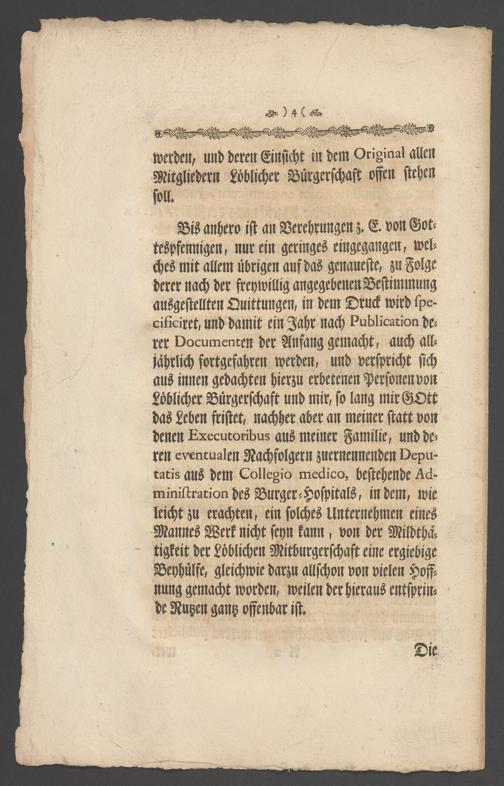 ) 4 (
werden, und deren Einsicht in dem Original allen
Mitgliedern Löblicher Bürgerschaft offen stehen
soll.
Bis anhero ist an Verehrungen z. E. von Got-
tespfennigen, nur ein geringes eingegangen, wel-
ches mit allem übrigen auf das genaueste, zu Folge
derer nach der freywillig angegebenen Bestimmung
ausgestellten Quittungen, in dem Druck wird spe-
cificiret, und damit ein Jahr nach Publication de-
rer Documenten der Anfang gemacht, auch all-
jährlich fortgefahren werden, und verspricht sich
aus innen gedachten hierzu erbetenen Personen von
Löblicher Bürgerschaft und mir, so lang mir GOtt
das Leben fristet, nachher aber an meiner statt von
denen Executoribus aus meiner Familie, und de-
ren eventualen Nachfolgern zuernennenden Depu-
tatis aus dem Collegio medico, bestehende Ad-
ministration des Burger-Hospitals, in dem, wie
leicht zu erachten, ein solches Unternehmen eines
Mannes Werk nicht seyn kann, von der Mildthä-
tigkeit der Löblichen Mitburgerschaft eine ergiebige
Beyhülfe, gleichwie darzu allschon von vielen Hoff-
nung gemacht worden, weilen der hieraus entsprin-
de Nutzen gantz offenbar ist.
Die